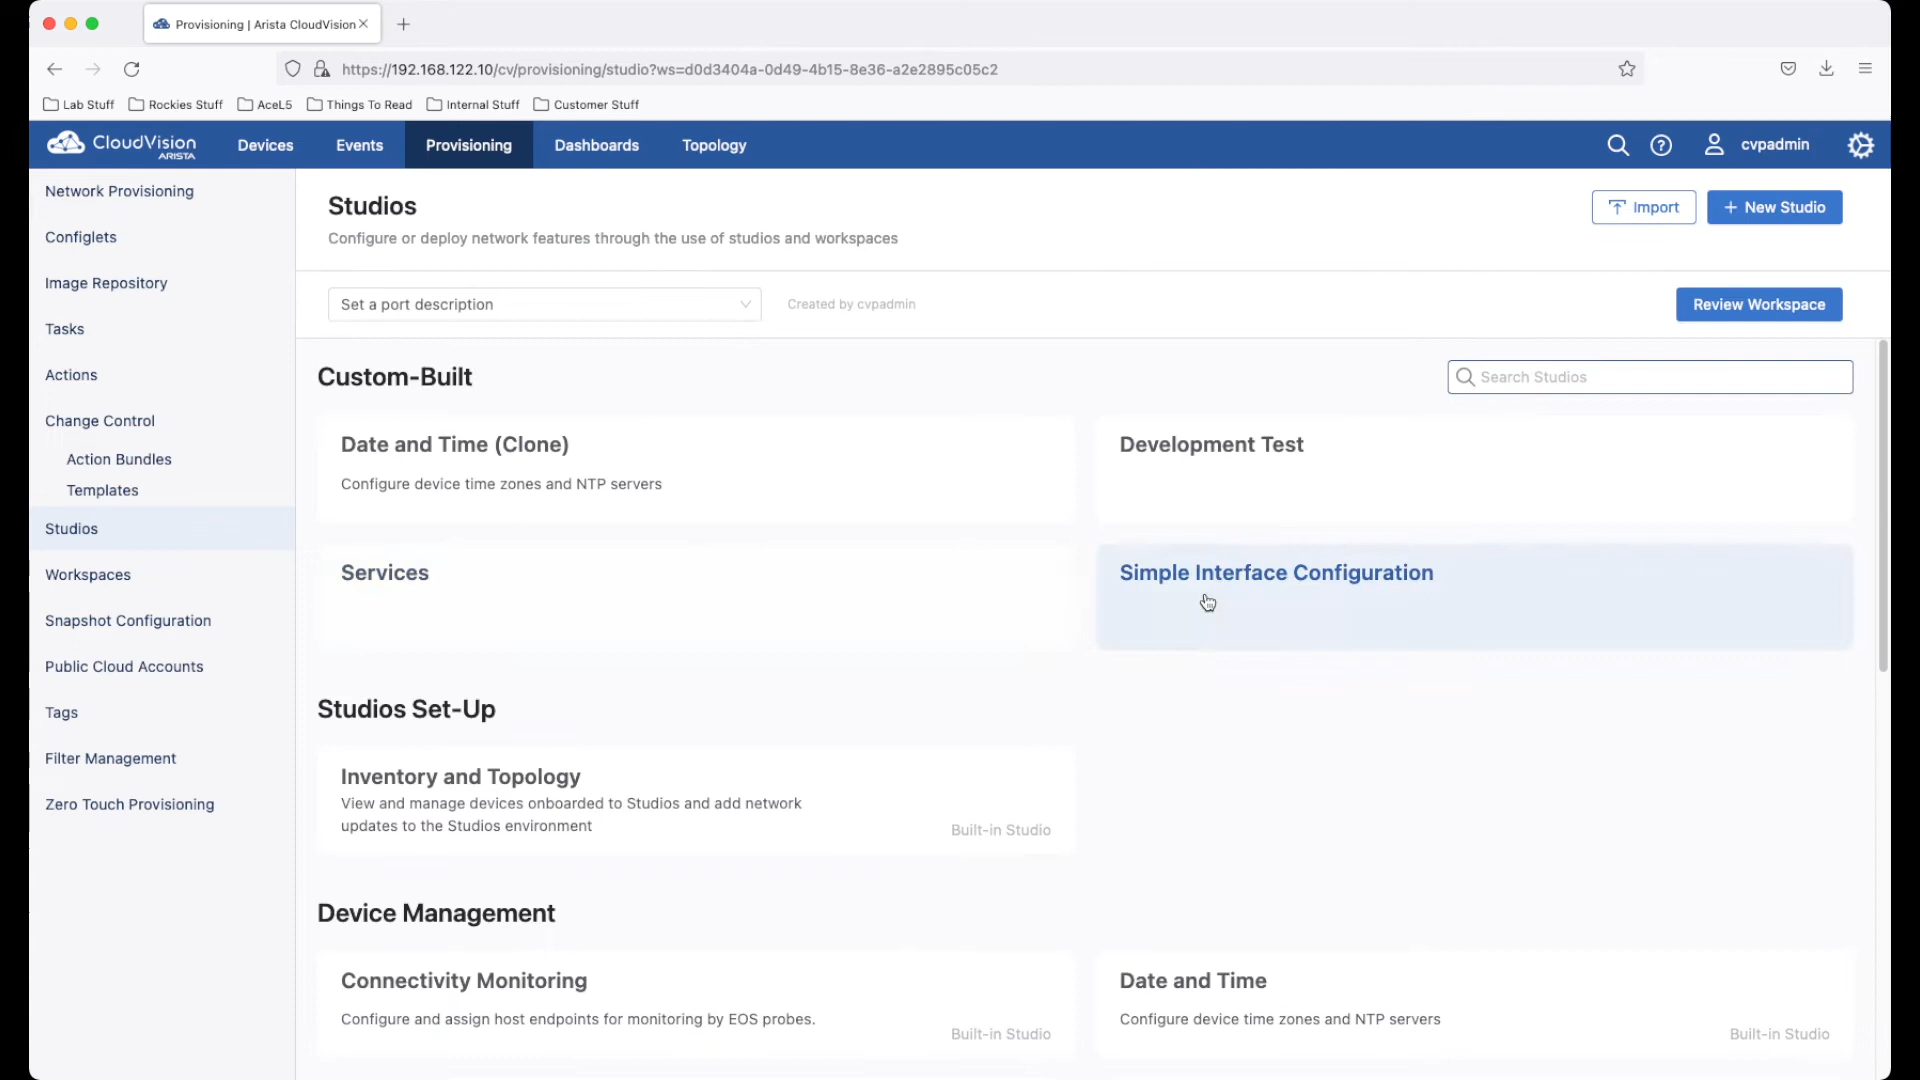 Provisioning | Arista CloudVision
https://192.168.122.10/cv/provisioning/studio?ws=d0d3404a-0d49-4b15-8e36-a2e2895c05c2
Lab Stuff
Rockies Stuff
AceL5
Things To Read
Internal Stuff
Customer Stuff
CloudVision
ARISTA
Devices
Events
Provisioning
Dashboards
Topology
cvpadmin
Network Provisioning
Configlets
Image Repository
Tasks
Actions
Change Control
Action Bundles
Templates
Studios
Workspaces
Snapshot Configuration
Public Cloud Accounts
Tags
Filter Management
Zero Touch Provisioning
Studios
Configure or deploy network features through the use of studios and workspaces
Import
+ New Studio
Set a port description
Created by cvpadmin
Review Workspace
Custom-Built
Search Studios
Date and Time (Clone)
Configure device time zones and NTP servers
Development Test
Services
Simple Interface Configuration
Studios Set-Up
Inventory and Topology
View and manage devices onboarded to Studios and add network
updates to the Studios environment
Built-in Studio
Device Management
Connectivity Monitoring
Configure and assign host endpoints for monitoring by EOS probes.
Built-in Studio
Date and Time
Configure device time zones and NTP servers
Built-in Studio